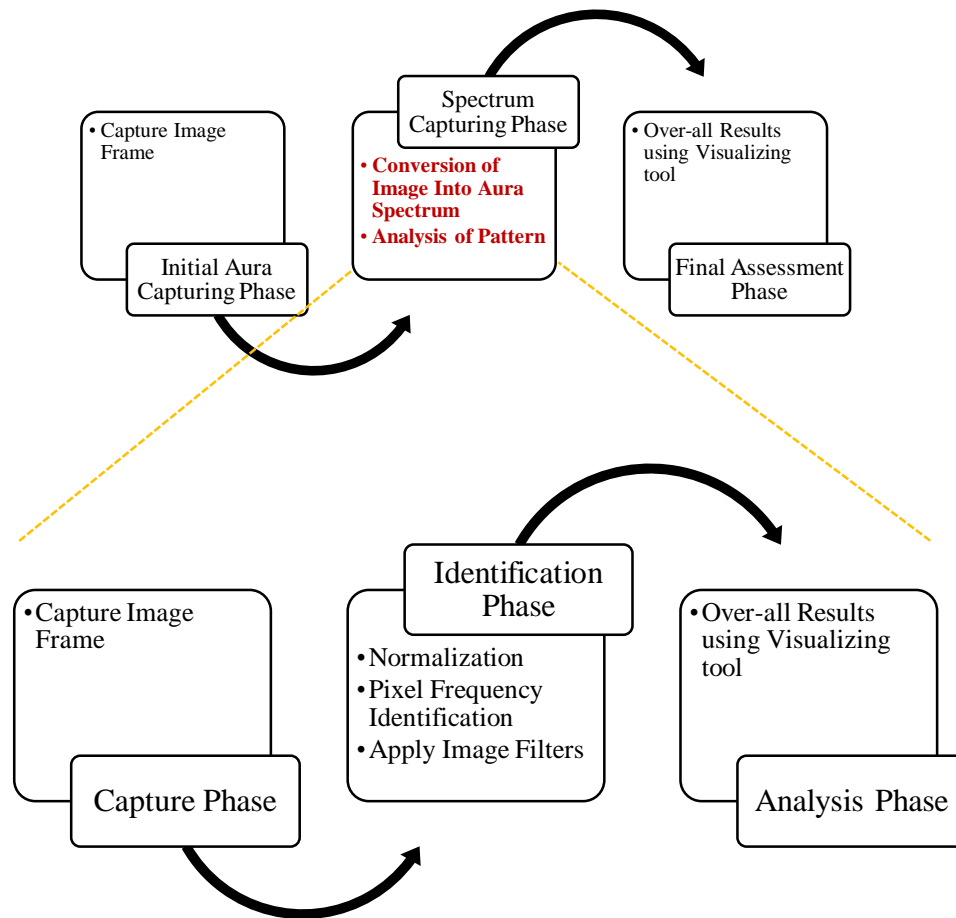 • Capture Image
Frame
Initial Aura
Capturing Phase
Spectrum
Capturing Phase
• Conversion of
Image Into Aura
Spectrum
• Analysis of Pattern
• Over-all Results
using Visualizing
tool
Final Assessment
Phase
• Capture Image
Frame
Capture Phase
Identification
Phase
• Normalization
• Pixel Frequency
Identification
• Apply Image Filters
• Over-all Results
using Visualizing
tool
Analysis Phase